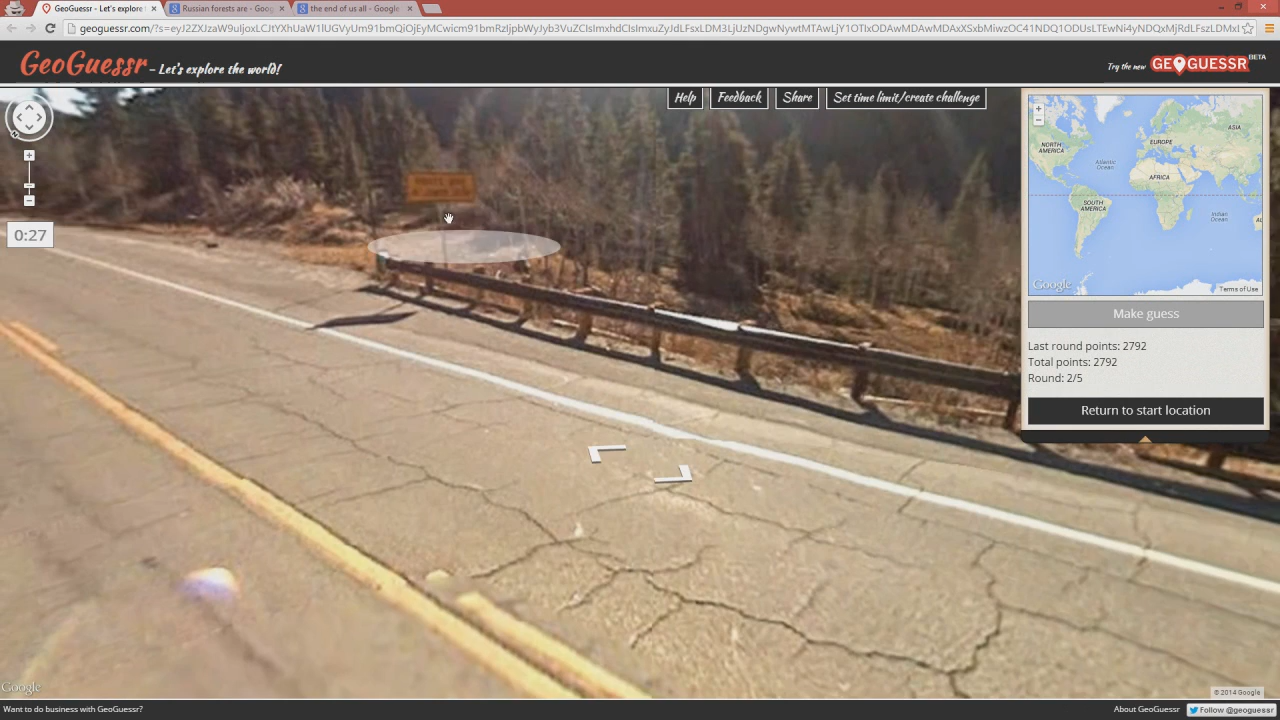 GeoGuessr - Let's explore
Russian forests are - Goog
the end of us all - Google
GeoGuessr - Let's explore the world!
Try the new GEOGUESSR BETA
Help
Feedback
Share
Set time limit/create challenge
0:27
NORTH AMERICA
Atlantic Ocean
EUROPE
ASIA
AFRICA
SOUTH AMERICA
Indian Ocean
AU
Google
Terms of Use
Make guess
Last round points: 2792
Total points: 2792
Round: 2/5
Return to start location
Google
© 2014 Google
Want to do business with GeoGuessr?
About GeoGuessr
Follow @geoguessr